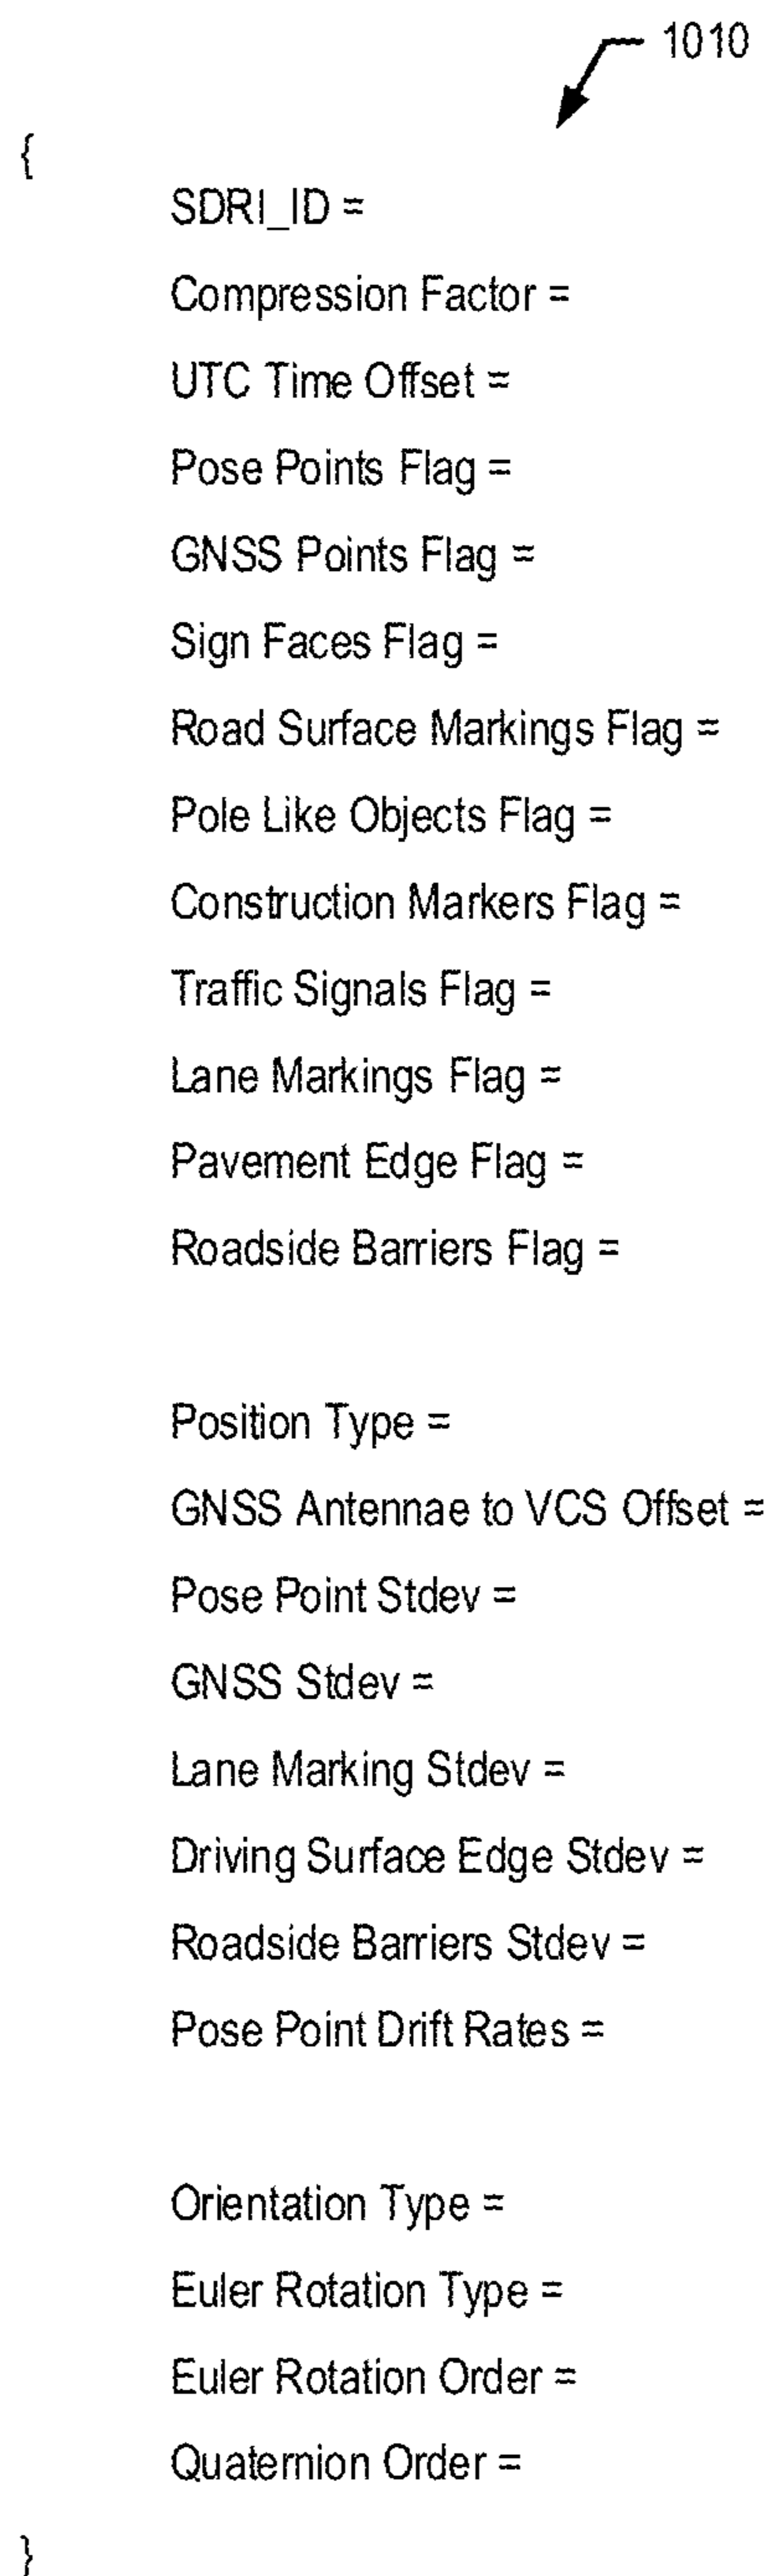 1010
{
SDRI_ID =
Compression Factor =
UTC Time Offset =
Pose Points Flag =
GNSS Points Flag =
Sign Faces Flag =
Road Surface Markings Flag =
Pole Like Objects Flag =
Construction Markers Flag =
Traffic Signals Flag =
Lane Markings Flag =
Pavement Edge Flag =
Roadside Barriers Flag =
Position Type =
GNSS Antennae to VCS Offset =
Pose Point Stdev =
GNSS Stdev =
Lane Marking Stdev =
Driving Surface Edge Stdev =
Roadside Barriers Stdev =
Pose Point Drift Rates =
Orientation Type =
Euler Rotation Type =
Euler Rotation Order =
Quaternion Order =
}